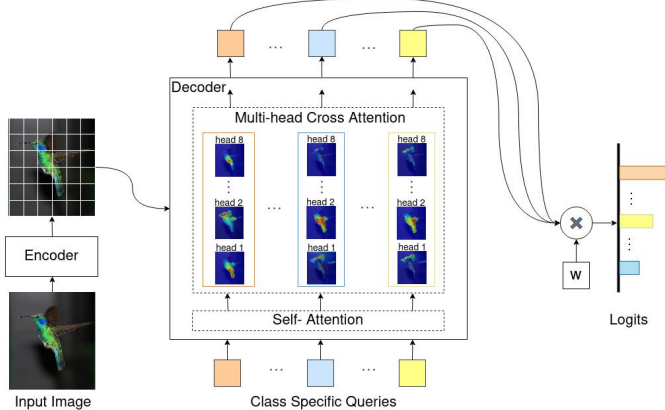 ... ...
Decoder
Multi-head Cross Attention
head 8 head 8 head 8
head 2 head 2 head 2
... ...
head 1 head 1 head 1
Encoder
W
Self- Attention
Logits
... ...
Input Image
Class Specific Queries